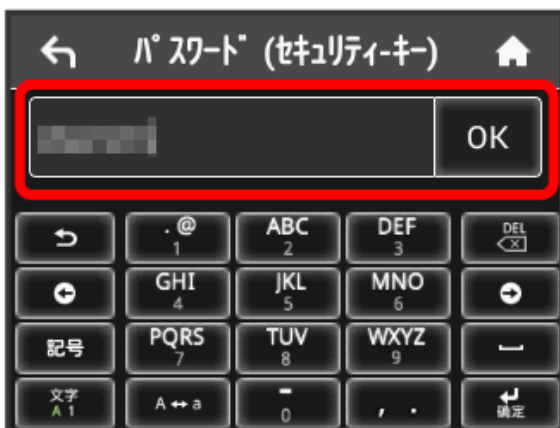 ﾊﾟｽﾜｰﾄﾞ (ｾｷｭﾘﾃｨ-ｷｰ)
OK
. @ ABC DEF DEL
1 2 3
GHI JKL MNO
4 5 6
記号 PQRS TUV WXYZ
7 8 9
文字 A ↔ a - , . 確定
A 1 0